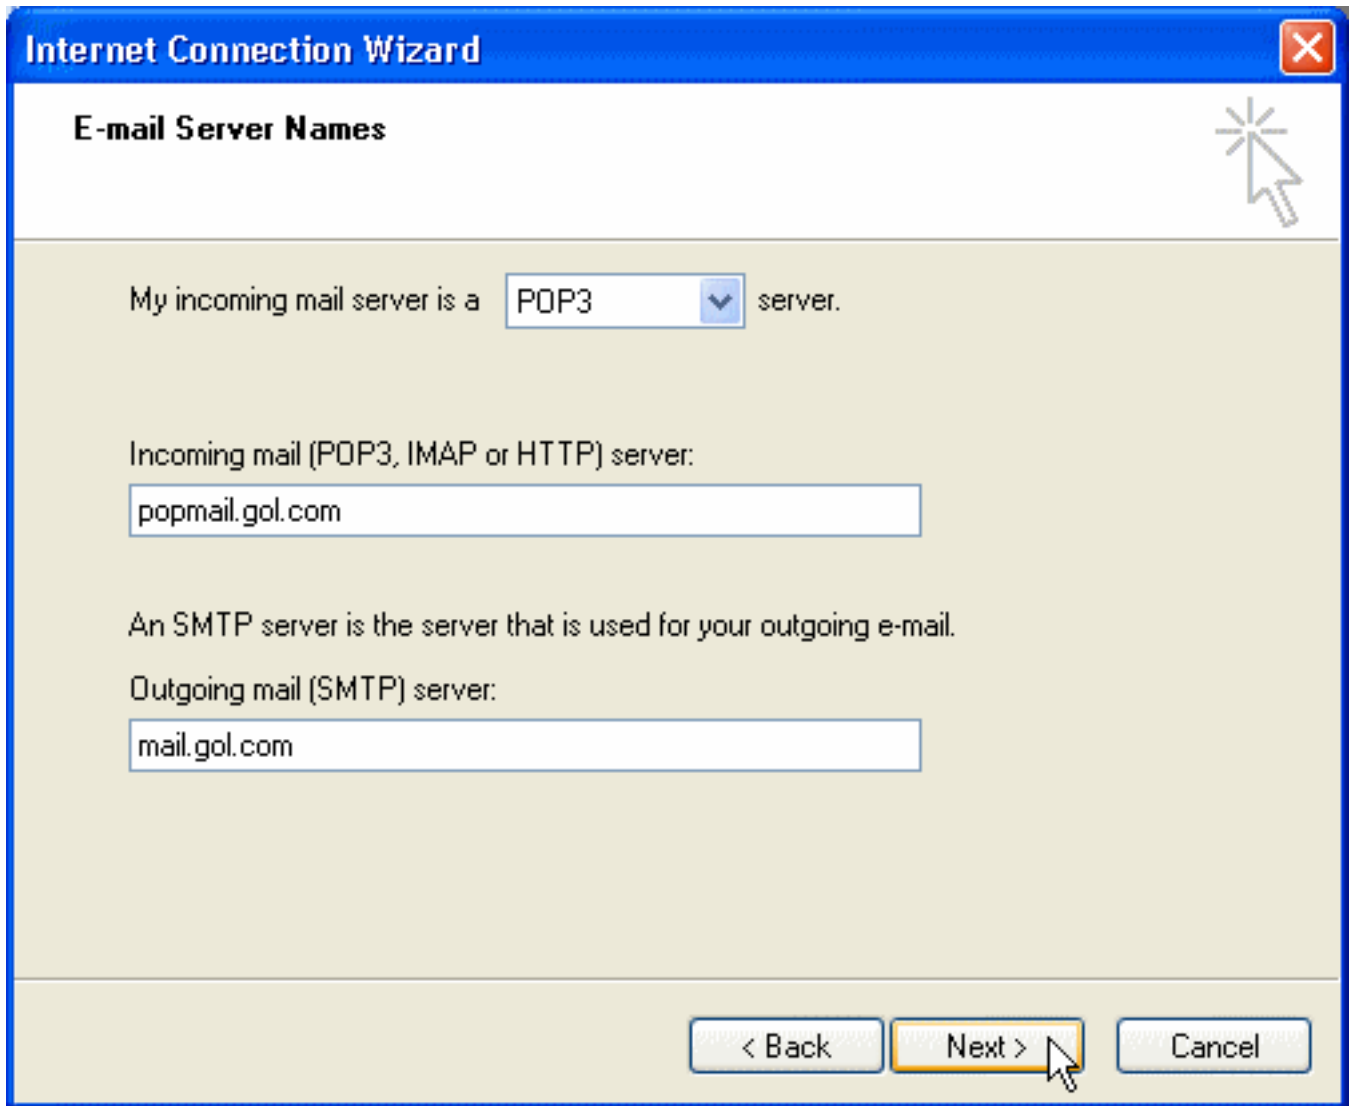 Internet Connection Wizard
E-mail Server Names
My incoming mail server is a POP3 server.
Incoming mail (POP3, IMAP or HTTP) server:
popmail.gol.com
An SMTP server is the server that is used for your outgoing e-mail.
Outgoing mail (SMTP) server:
mail.gol.com
< Back Next > Cancel